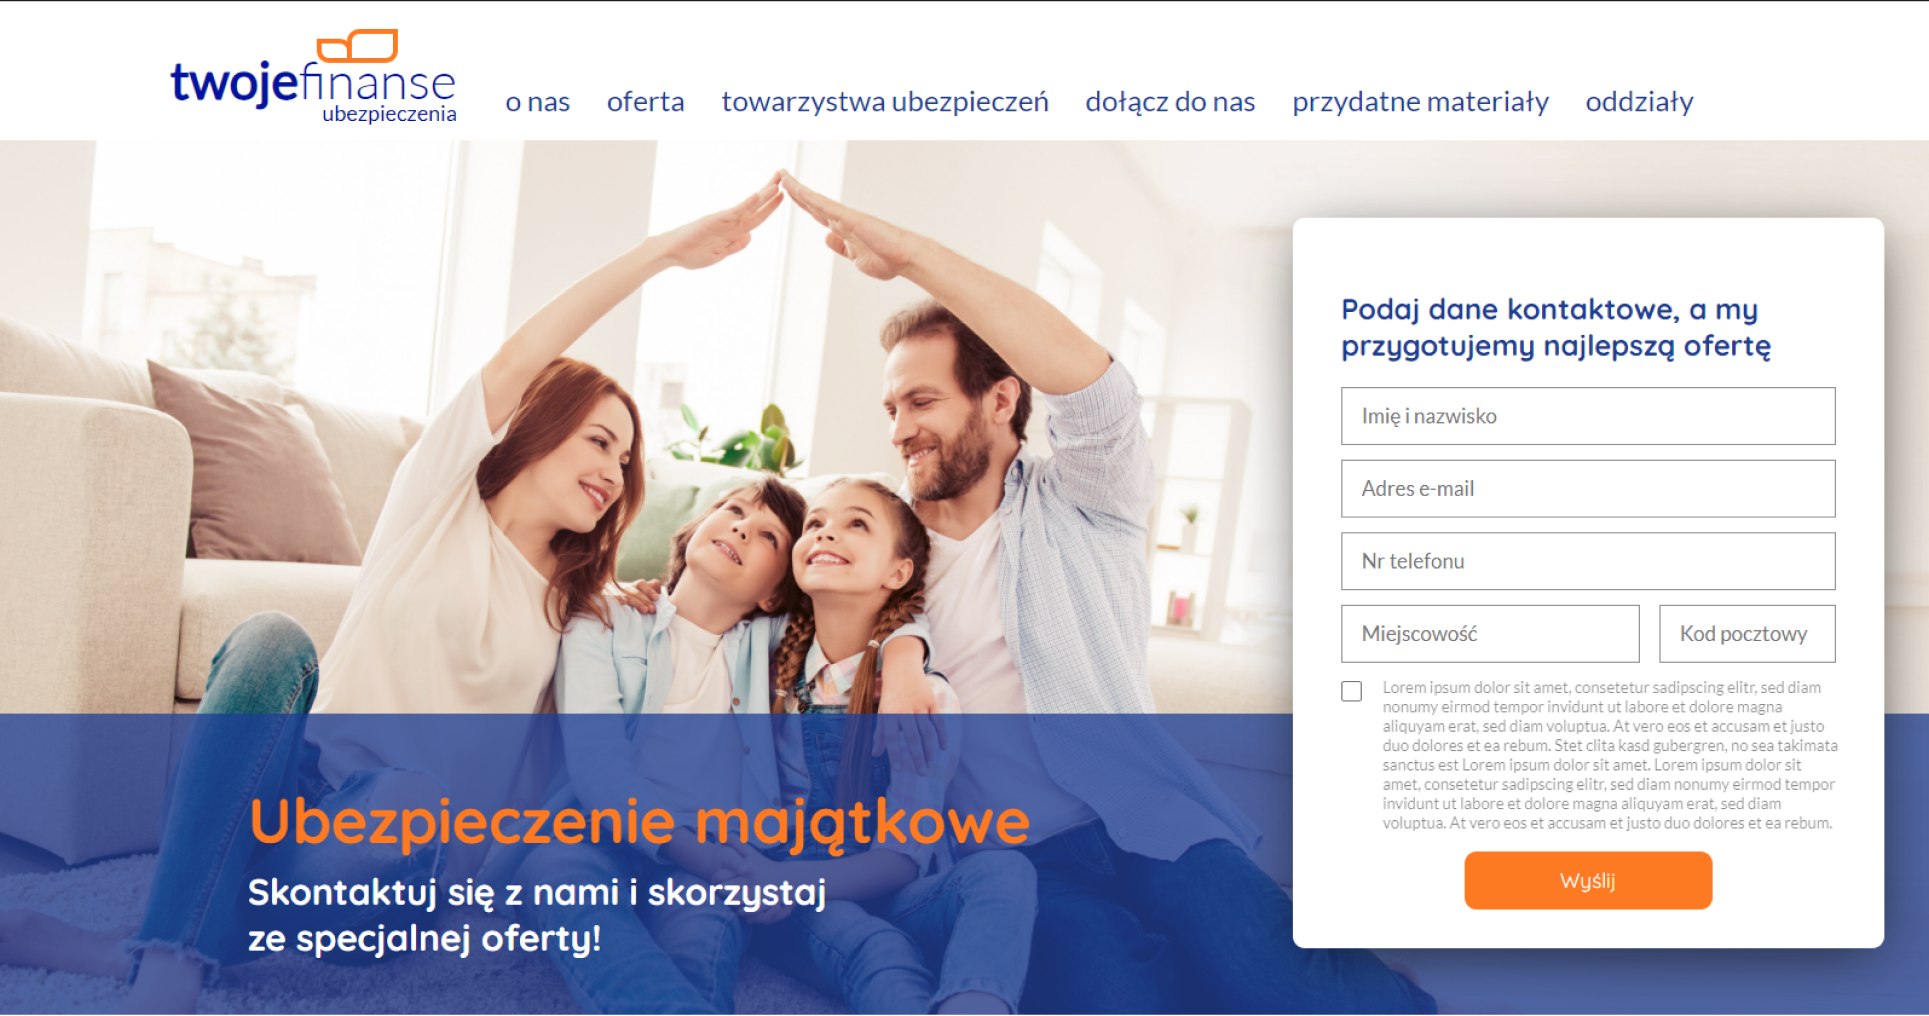 twojefinanse
ubezpieczenia
o nas oferta towarzystwa ubezpieczeń dołącz do nas przydatne materiały oddziały
Podaj dane kontaktowe, a my
przygotujemy najlepszą ofertę
Imię i nazwisko
Adres e-mail
Nr telefonu
Miejscowość Kod pocztowy
Lorem ipsum dolor sit amet, consetetur sadipscing elitr, sed diam
nonumy eirmod tempor invidunt ut labore et dolore magna
aliquyam erat, sed diam voluptua. At vero eos et accusam et justo
duo dolores et ea rebum. Stet clita kasd gubergren, no sea takimata
sanctus est Lorem ipsum dolor sit amet. Lorem ipsum dolor sit
amet, consetetur sadipscing elitr, sed diam nonumy eirmod tempor
invidunt ut labore et dolore magna aliquyam erat, sed diam
voluptua. At vero eos et accusam et justo duo dolores et ea rebum.
Wyślij
Ubezpieczenie majątkowe
Skontaktuj się z nami i skorzystaj
ze specjalnej oferty!